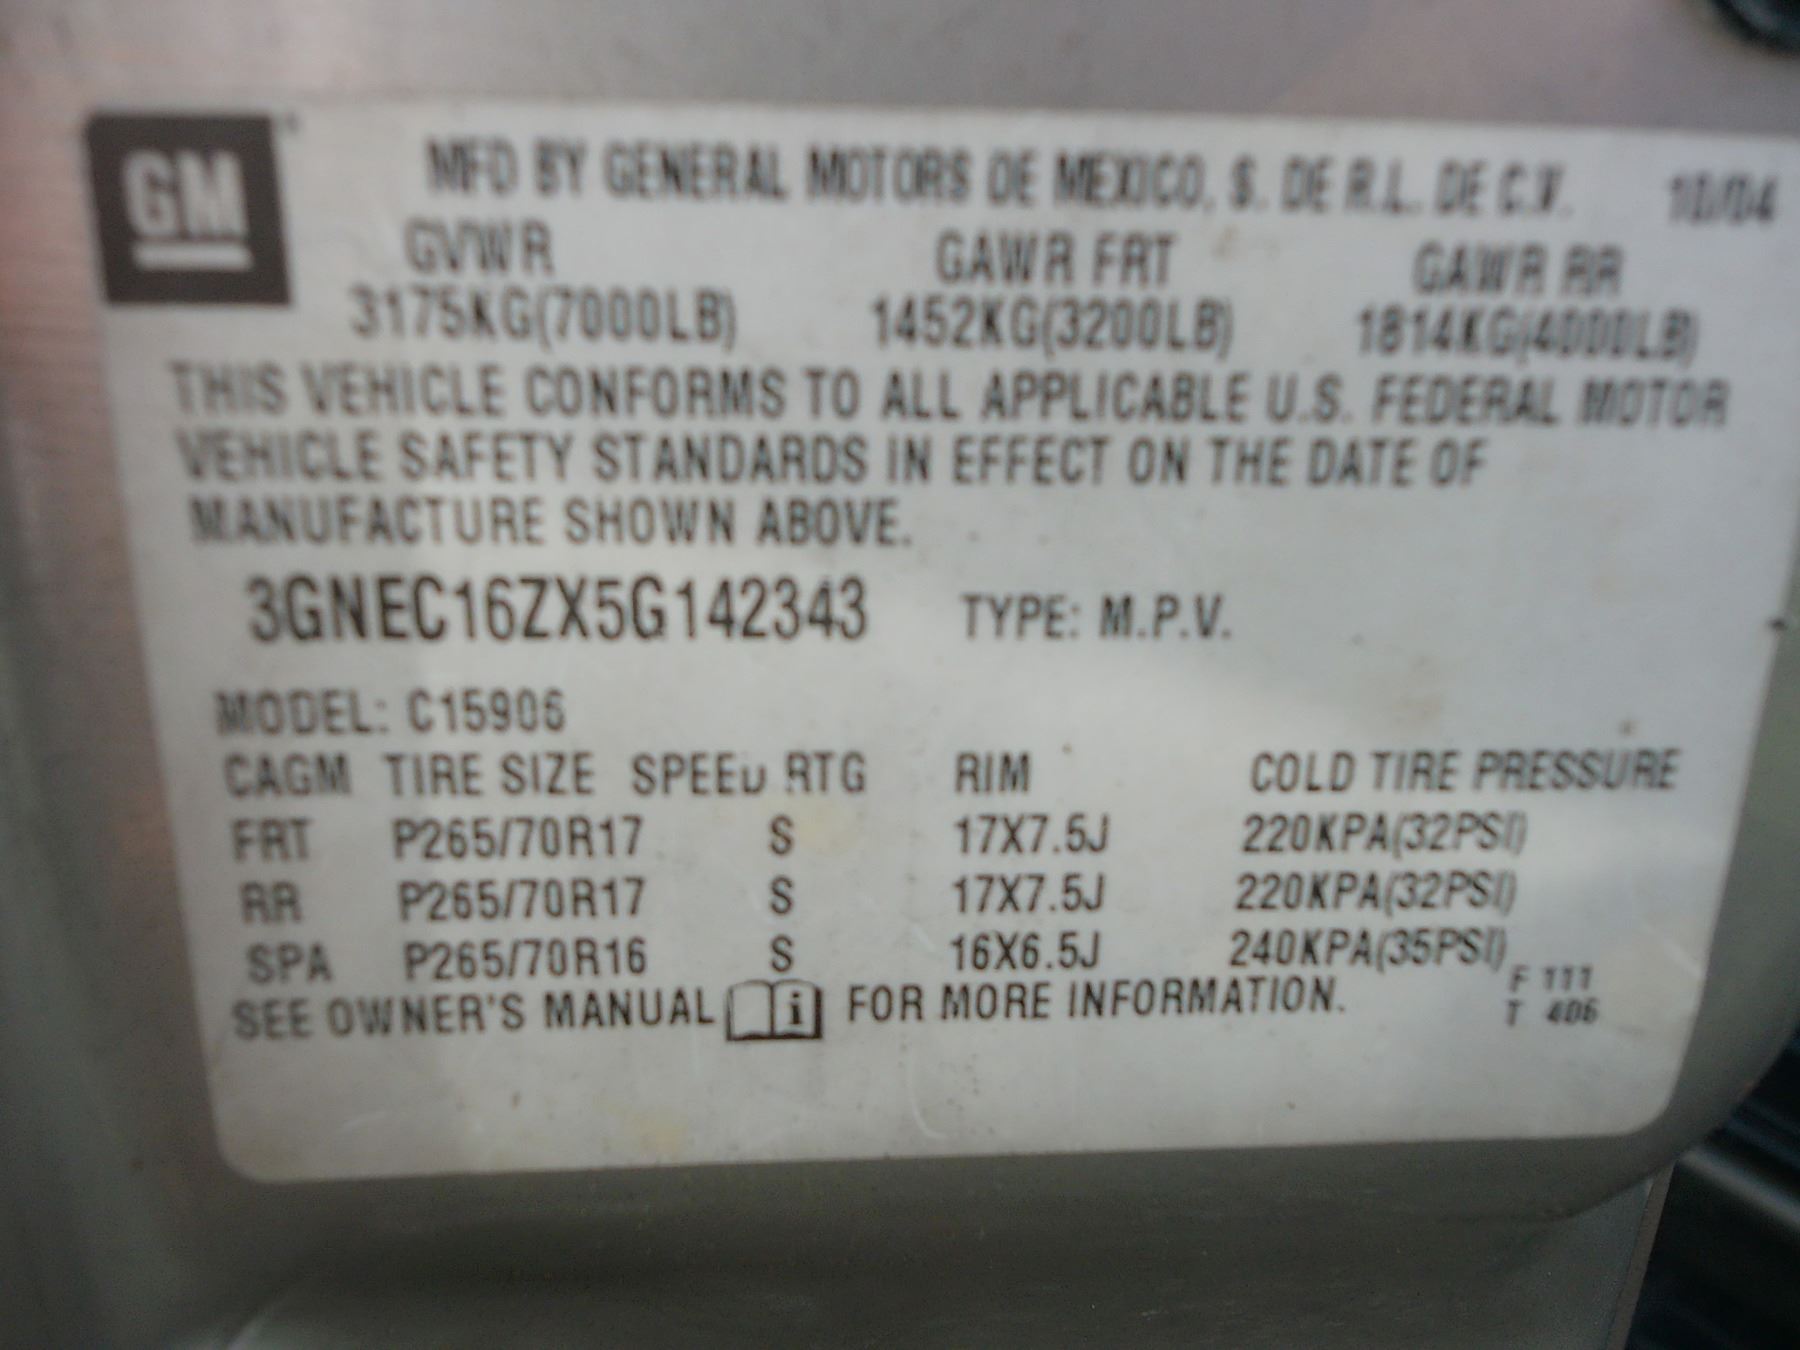 GM
MFD BY GENERAL MOTORS DE MEXICO, S. DE R.L. DE C.V. 10/04
GVWR GAWR FRT GAWR RR
3175KG(7000LB) 1452KG(3200LB) 1814KG(4000LB)
THIS VEHICLE CONFORMS TO ALL APPLICABLE U.S. FEDERAL MOTOR
VEHICLE SAFETY STANDARDS IN EFFECT ON THE DATE OF
MANUFACTURE SHOWN ABOVE.
3GNEC16ZX5G142343 TYPE: M.P.V.
MODEL: C15906
CAGM TIRE SIZE SPEED RTG RIM COLD TIRE PRESSURE
FRT P265/70R17 S 17X7.5J 220KPA(32PSI)
RR P265/70R17 S 17X7.5J 220KPA(32PSI)
SPA P265/70R16 S 16X6.5J 240KPA(35PSI)
F 111
SEE OWNER'S MANUAL i FOR MORE INFORMATION. T 406